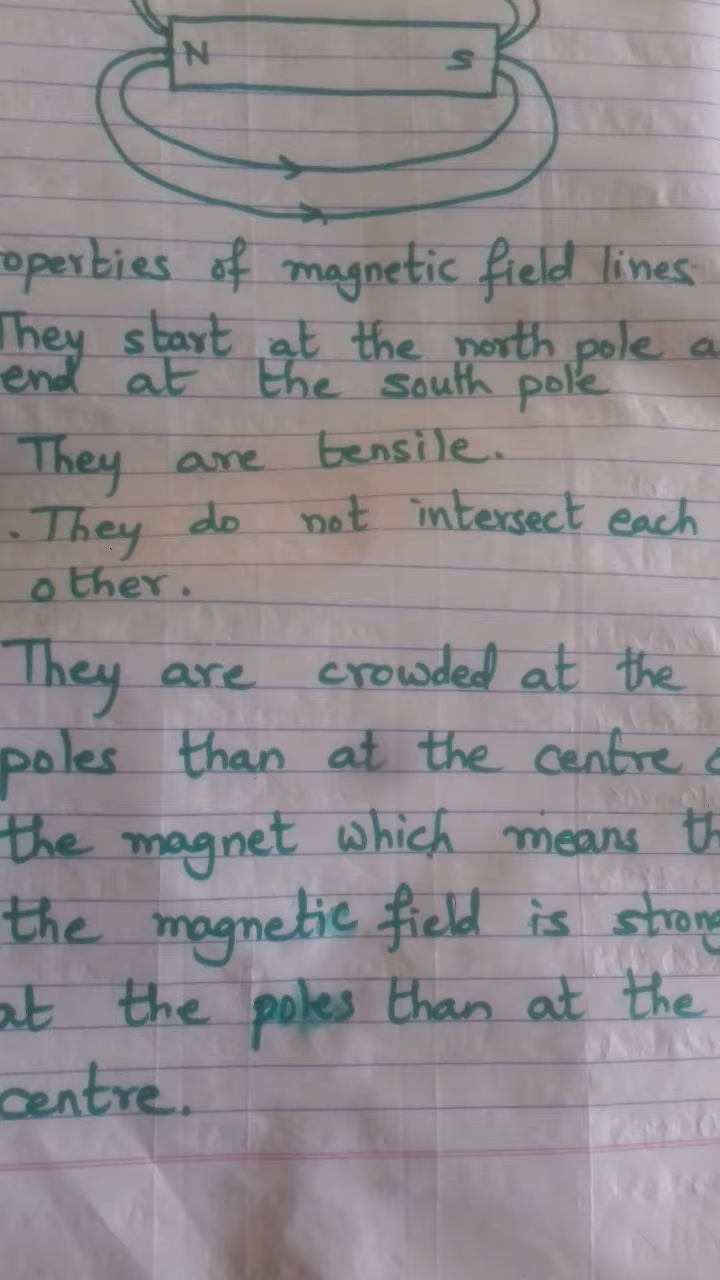 N S
operties of magnetic field lines
They start at the north pole a
end at the south pole
They are tensile.
. They do not intersect each
other.
They are crowded at the
poles than at the centre
the magnet which means th
the magnetic field is strong
at the poles than at the
centre.